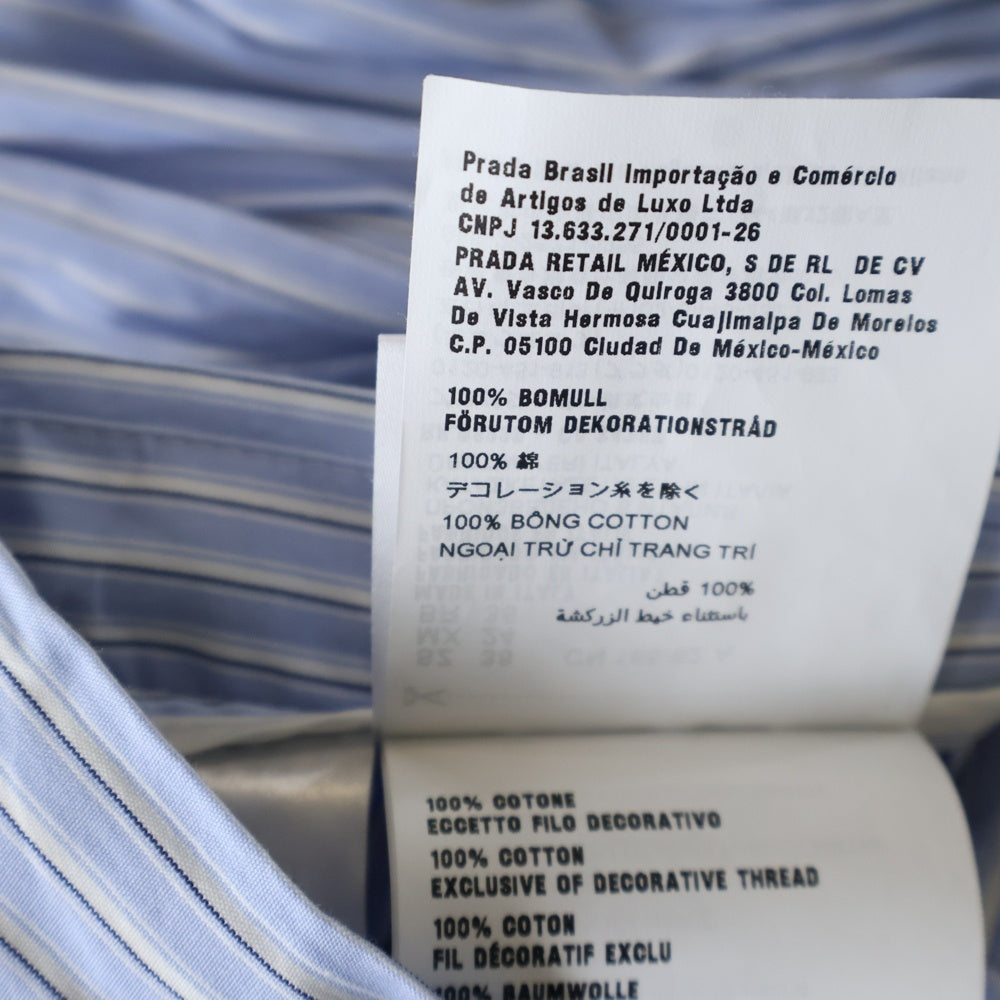 Prada Brasil Importação e Comércio
de Artigos de Luxo Ltda
CNPJ 13.633.271/0001-26
PRADA RETAIL MÉXICO, S DE RL DE CV
AV. Vasco De Quiroga 3800 Col. Lomas
De Vista Hermosa Cuajimalpa De Morelos
C.P. 05100 Ciudad De México-México
100% BOMULL
FÖRUTOM DEKORATIONSTRÅD
100% 綿
デコレーション糸を除く
100% BÔNG COTTON
NGOẠI TRỪ CHỈ TRANG TRÍ
100% قطن
باستثناء خيط الزركشة
100% COTONE
ECCETTO FILO DECORATIVO
100% COTTON
EXCLUSIVE OF DECORATIVE THREAD
100% COTON
FIL DÉCORATIF EXCLU
100% BAUMWOLLE